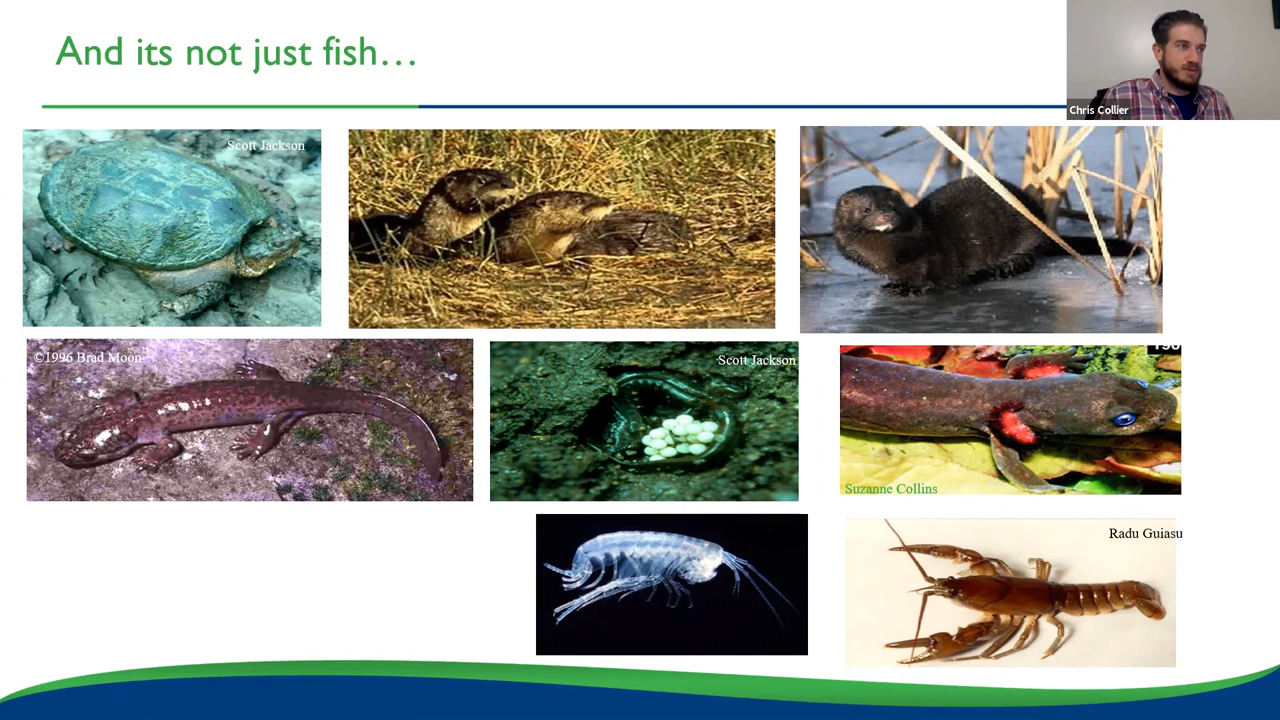 And its not just fish…
Chris Collier
Scott Jackson
©1996 Brad Moon
Scott Jackson
Suzanne Collins
Radu Guiasu